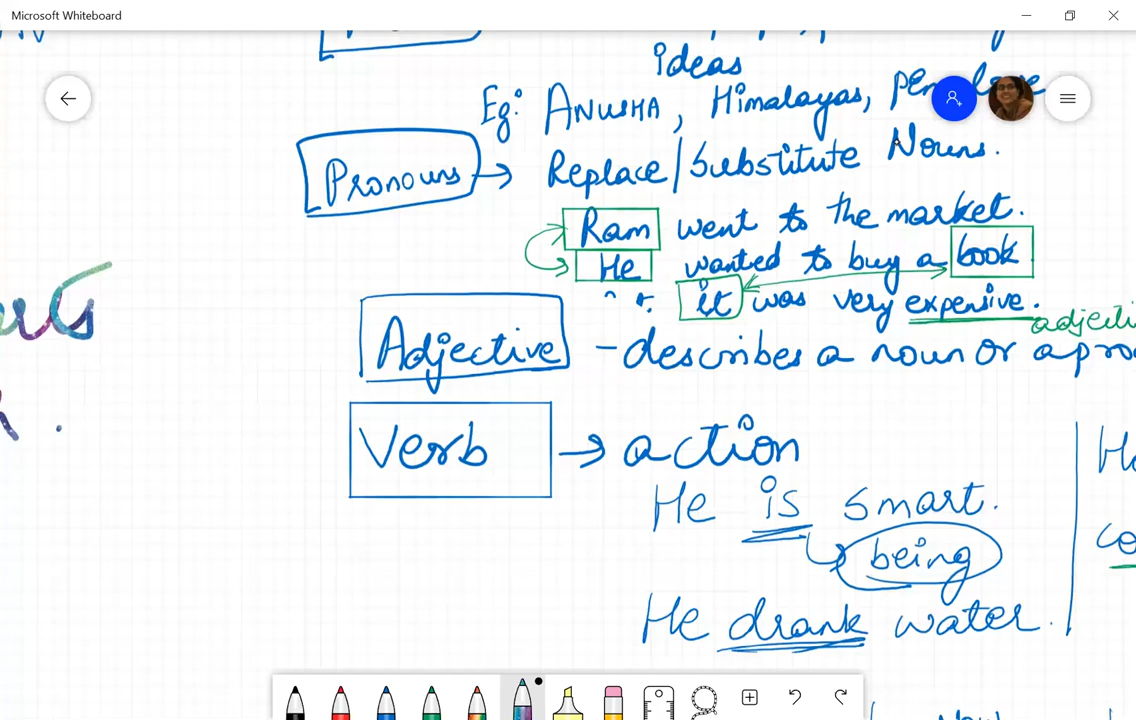 Microsoft Whiteboard
ideas
Eg: ANUSHA, Himalayas,
Pronouns → Replace/Substitute Nouns.
Ram went to the market.
He wanted to buy a book
it was very expensive.
Adjective - describes a noun or a
Verb → action
He is smart.
being
He drank water.